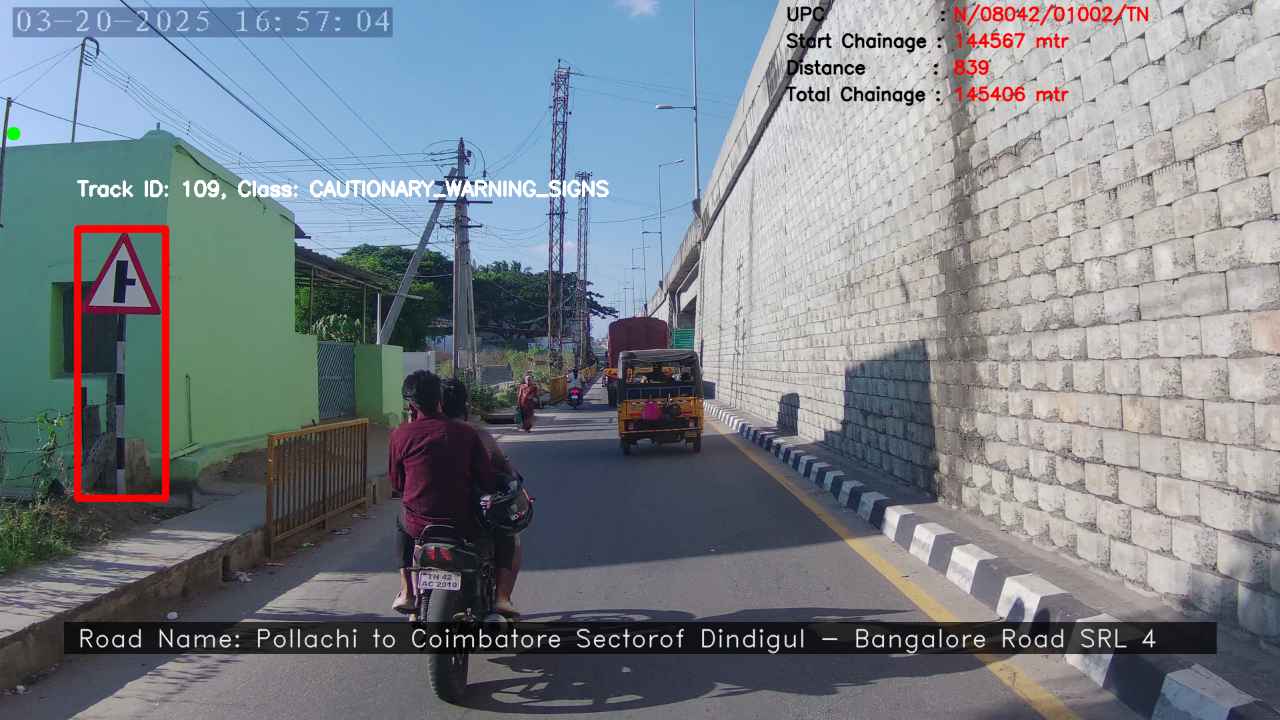 03-20-2025 16:57:04
UPC : N/08042/01002/TN
Start Chainage : 144567 mtr
Distance : 839
Total Chainage : 145406 mtr
Track ID: 109, Class: CAUTIONARY_WARNING_SIGNS
TN 42
AC 2010
Road Name: Pollachi to Coimbatore Sectorof Dindigul - Bangalore Road SRL 4